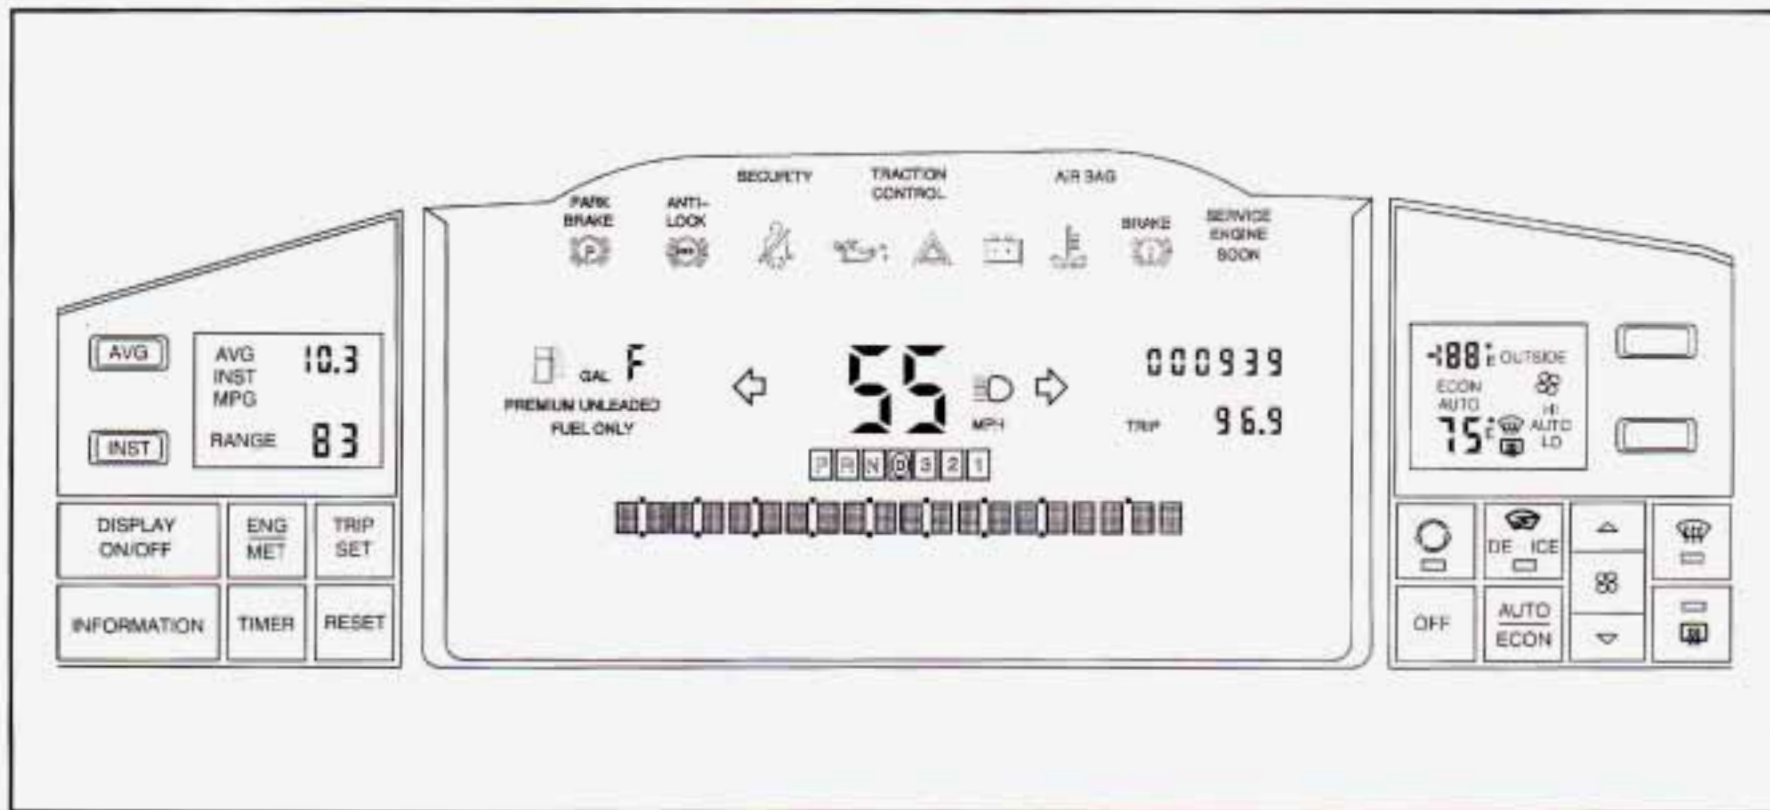 SECURITY
TRACTION
CONTROL
AIR BAG
PARK
BRAKE
P
ANTI-
LOCK
BRAKE
SERVICE
ENGINE
SOON
AVG
INST
AVG 10.3
INST
MPG
RANGE 83
DISPLAY
ON/OFF
ENG
MET
TRIP
SET
INFORMATION
TIMER
RESET
GAL F
PREMIUM UNLEADED
FUEL ONLY
55
MPH
000939
TRIP 96.9
P R N D 3 2 1
-188° OUTSIDE
ECON
AUTO
HI
75° AUTO
LO
DE ICE
OFF
AUTO
ECON